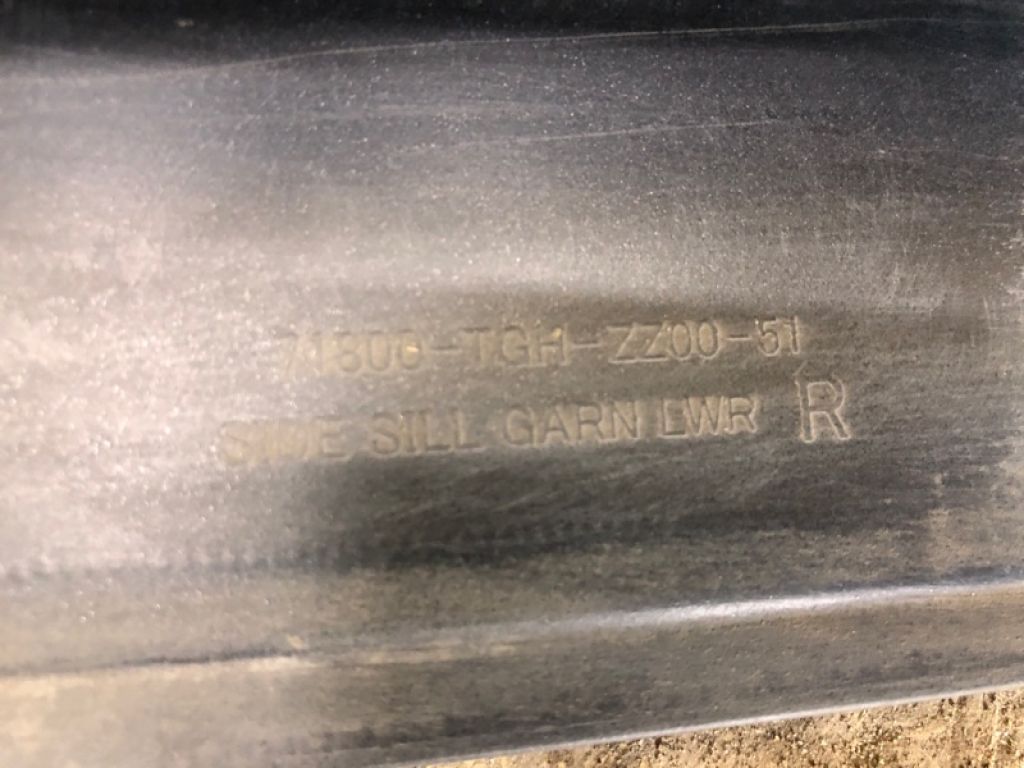 71800-TGH-ZZ00-51
SIDE SILL GARN LWR R